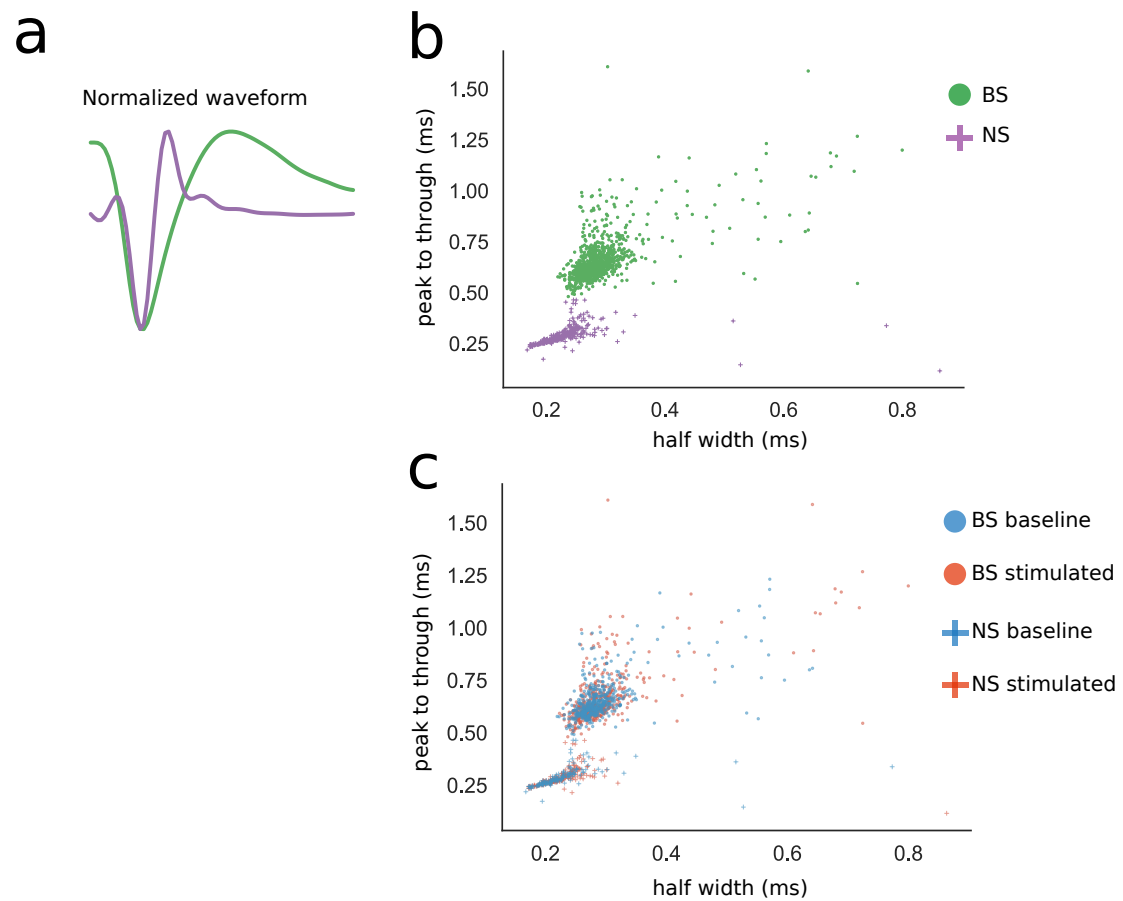 a
Normalized waveform
b
peak to through (ms)
1.50
1.25
1.00
0.75
0.50
0.25
0.2 0.4 0.6 0.8
half width (ms)
BS
NS
c
peak to through (ms)
1.50
1.25
1.00
0.75
0.50
0.25
0.2 0.4 0.6 0.8
half width (ms)
BS baseline
BS stimulated
NS baseline
NS stimulated